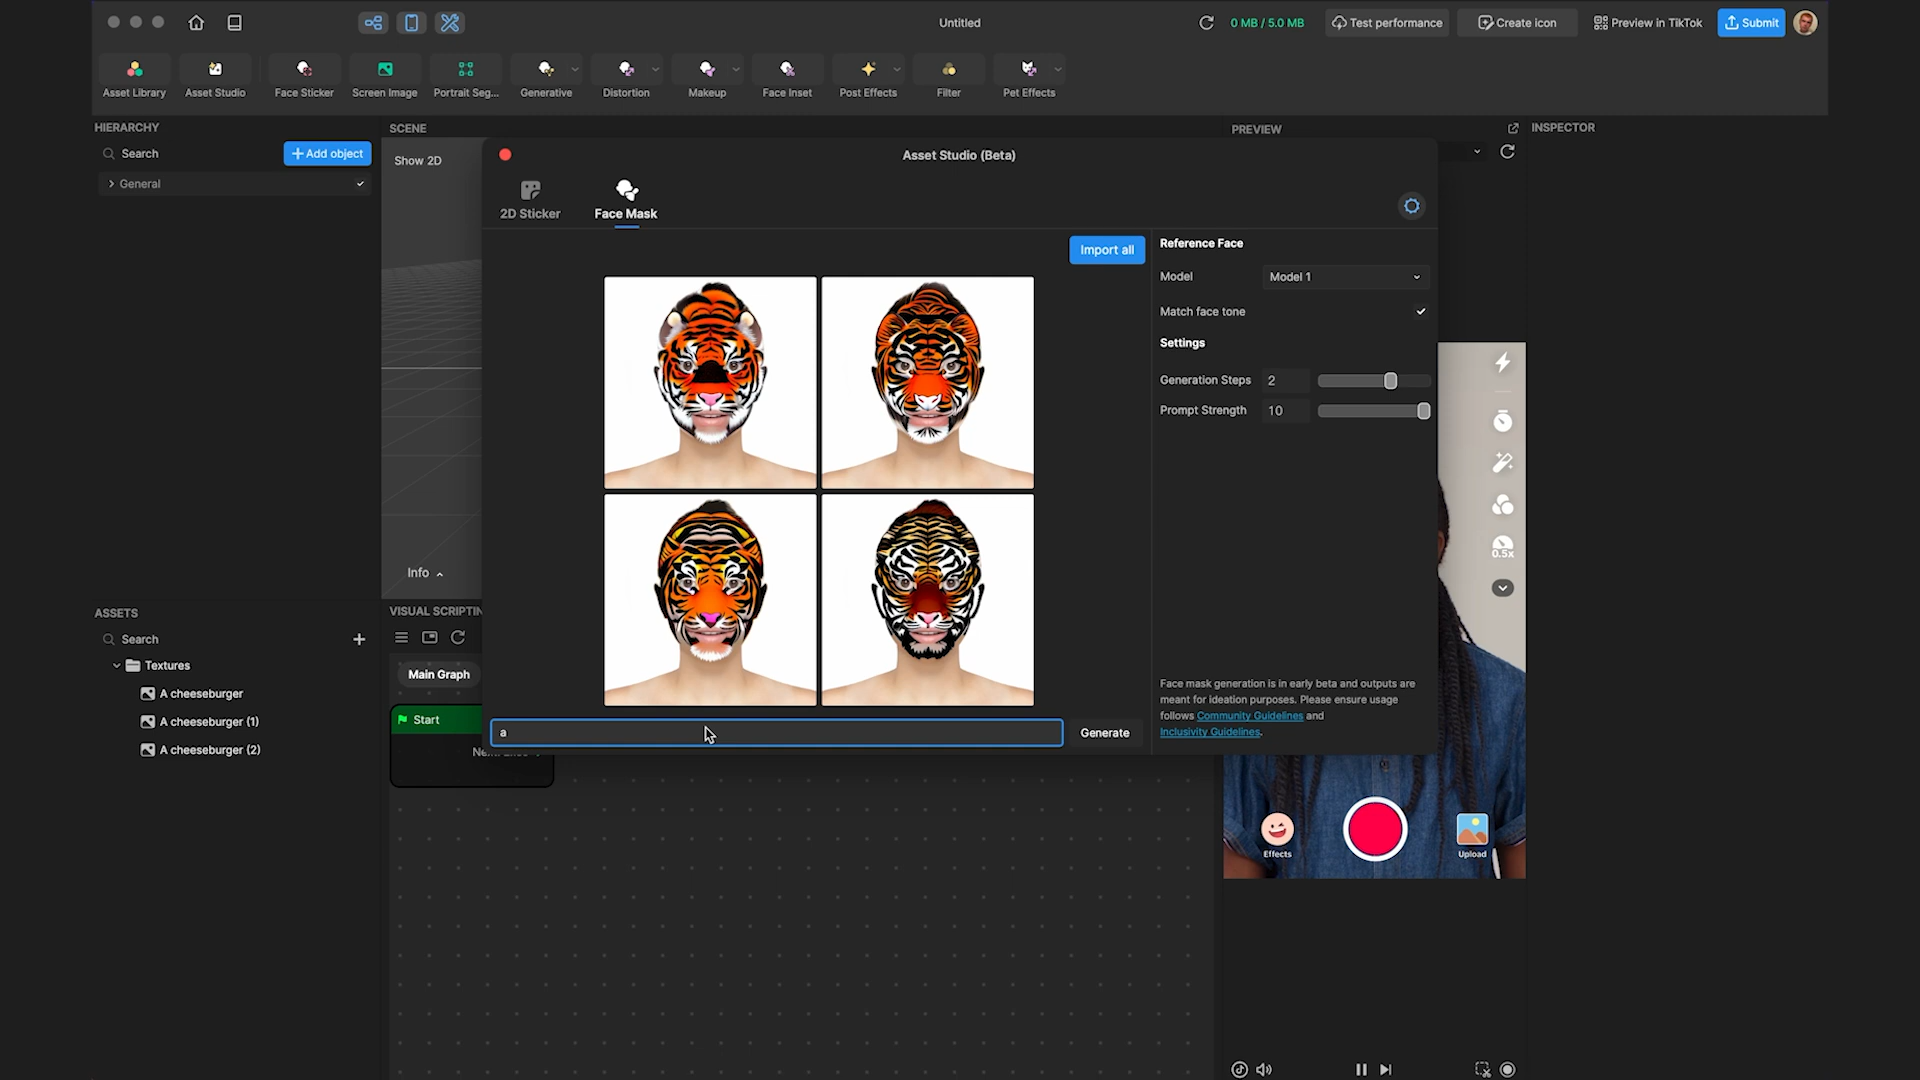 Untitled
0 MB / 5.0 MB
Test performance
Create icon
Preview in TikTok
Submit
Asset Library
Asset Studio
Face Sticker
Screen Image
Portrait Seg...
Generative
Distortion
Makeup
Face Inset
Post Effects
Filter
Pet Effects
HIERARCHY
Search
Add object
General
SCENE
Show 2D
Info
PREVIEW
INSPECTOR
Asset Studio (Beta)
2D Sticker
Face Mask
Import all
Reference Face
Model
Model 1
Match face tone
Settings
Generation Steps
2
Prompt Strength
10
Face mask generation is in early beta and outputs are
meant for ideation purposes. Please ensure usage
follows Community Guidelines and
Inclusivity Guidelines.
a
Generate
ASSETS
Search
Textures
A cheeseburger
A cheeseburger (1)
A cheeseburger (2)
VISUAL SCRIPTIN
Main Graph
Start
0.5x
Effects
Upload